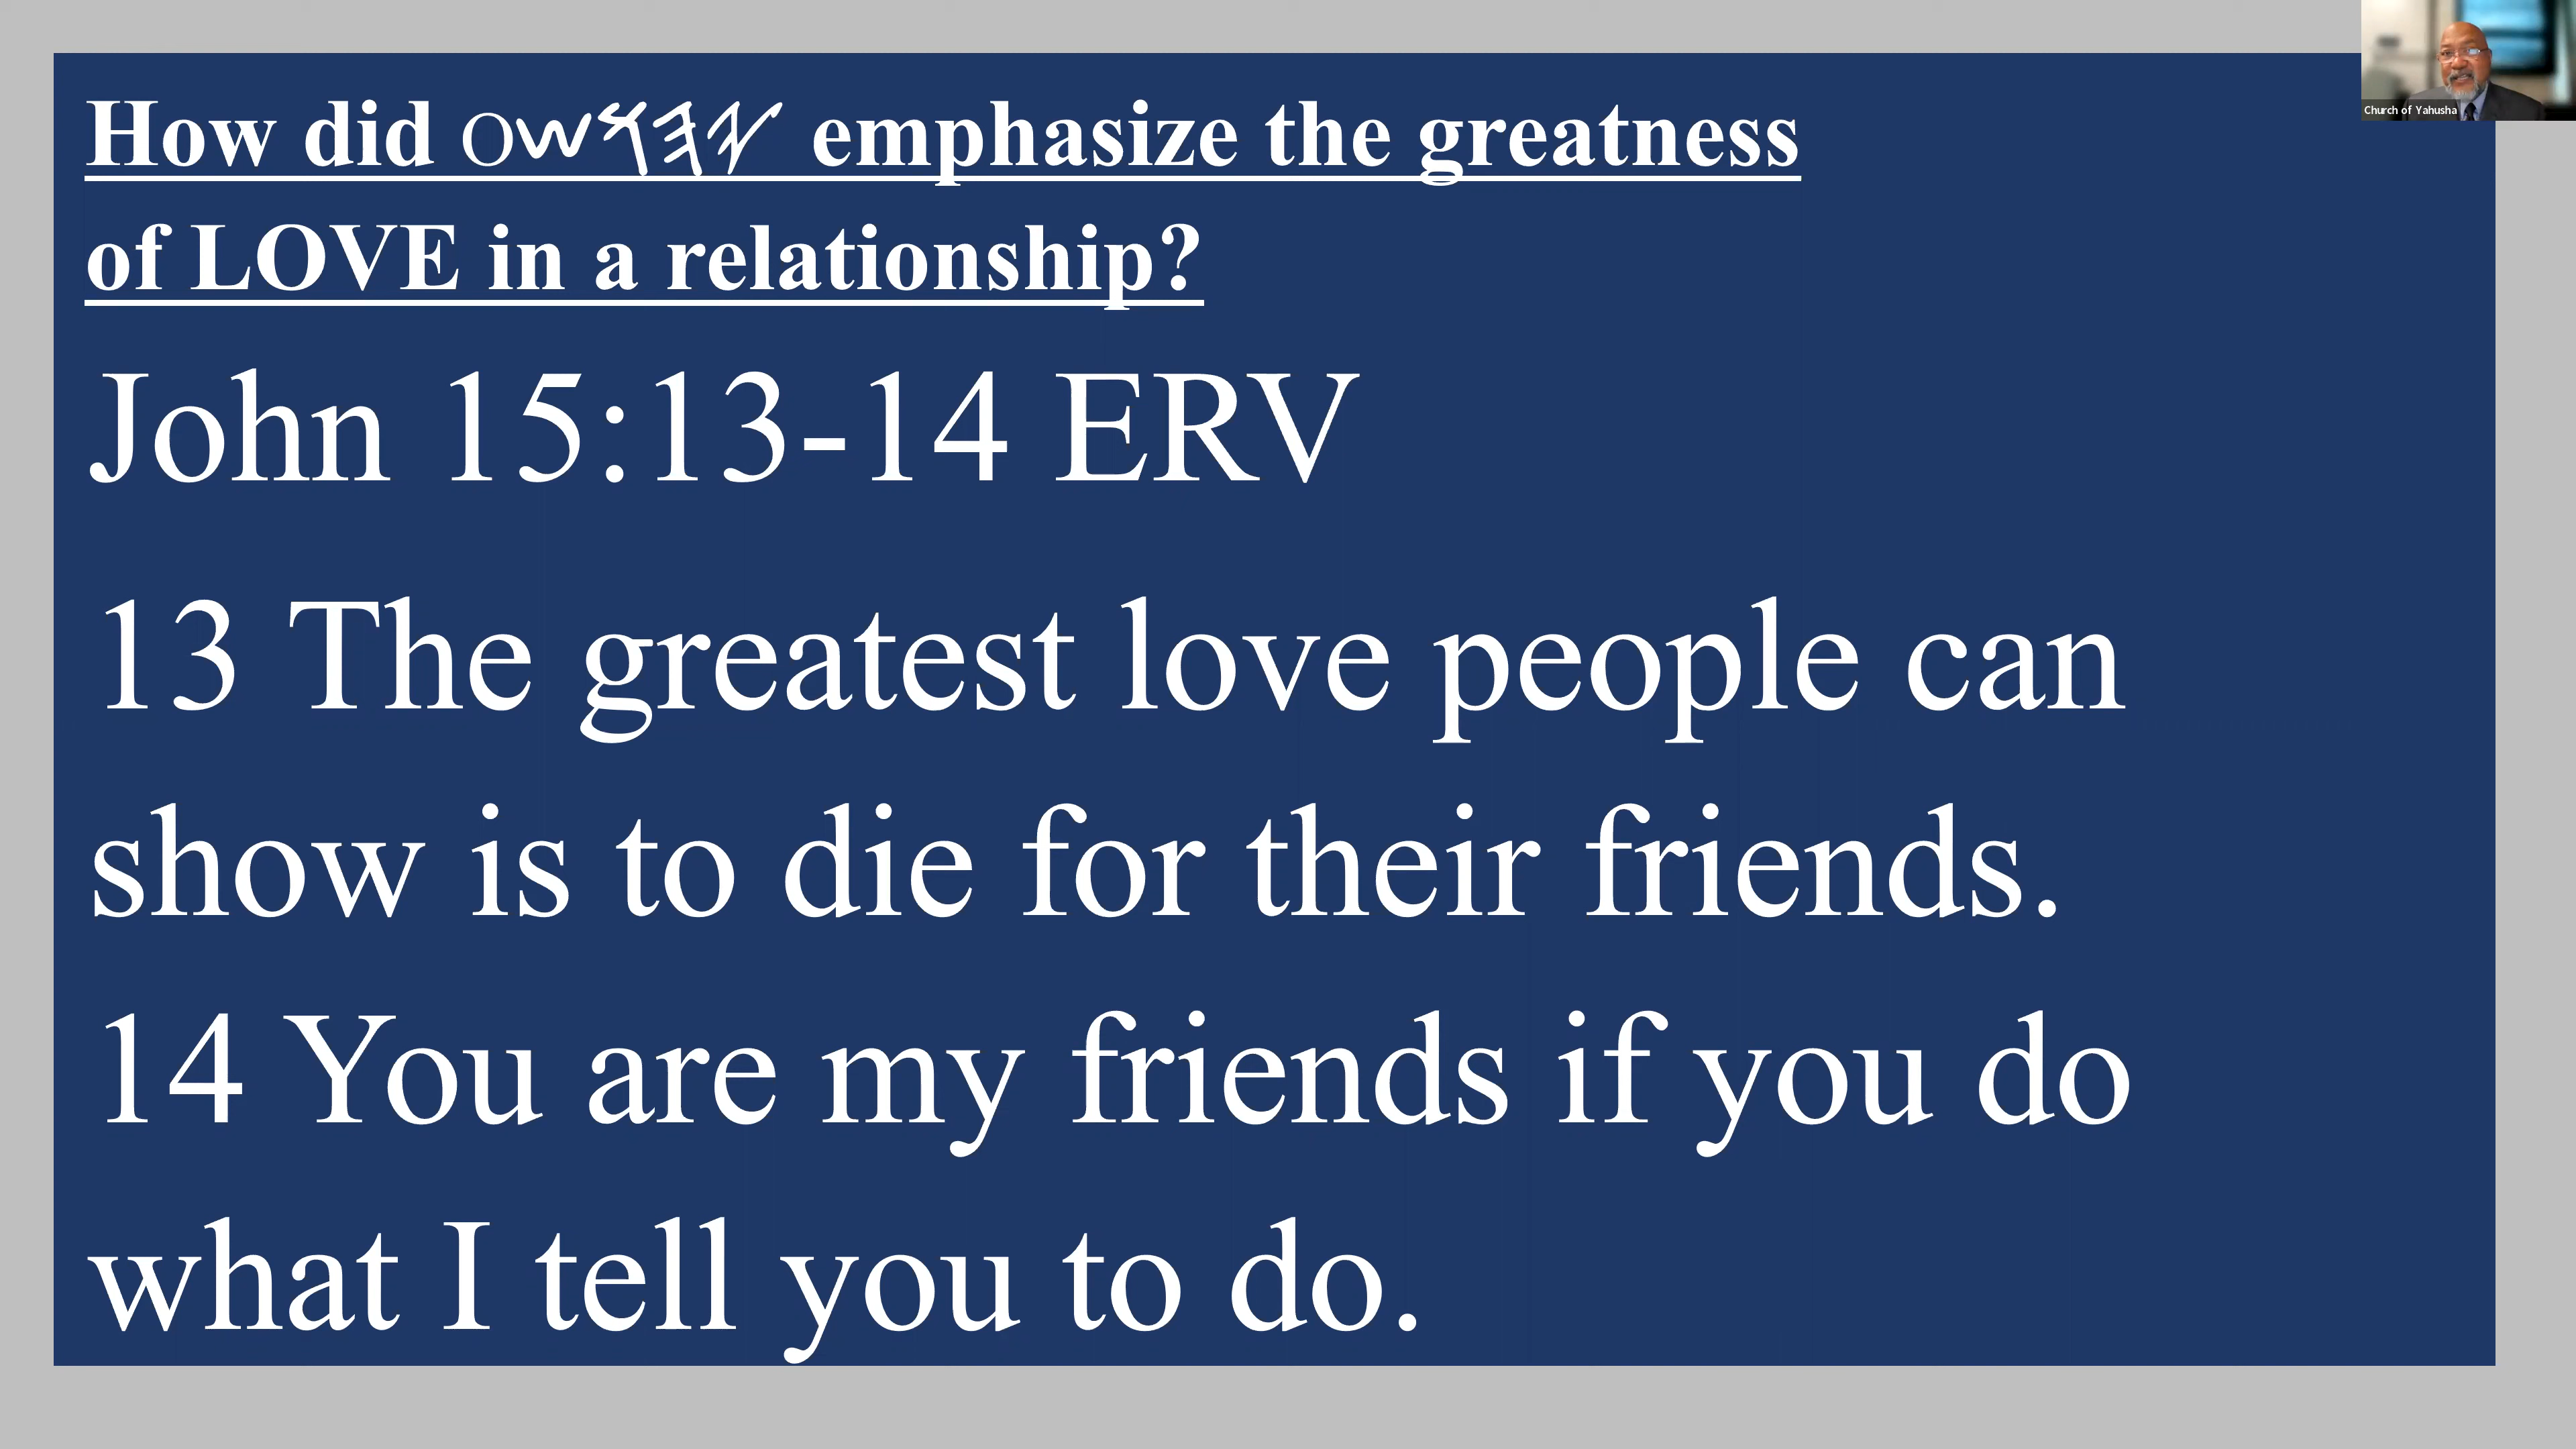 How did 𐤉𐤄𐤅𐤔𐤏 emphasize the greatness
of LOVE in a relationship?
John 15:13-14 ERV
13 The greatest love people can
show is to die for their friends.
14 You are my friends if you do
what I tell you to do.
Church of Yahusha